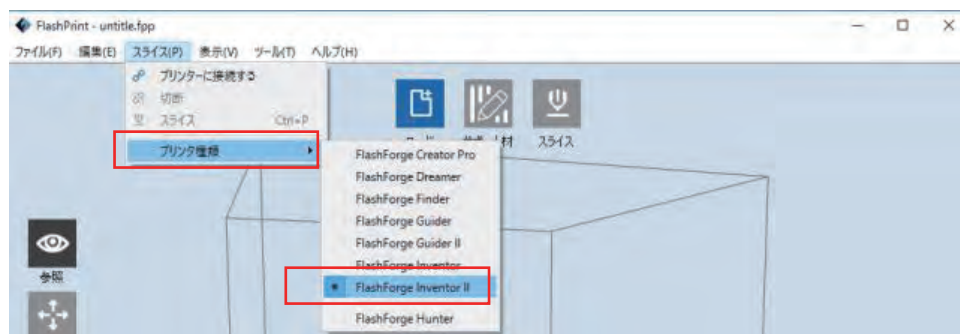 FlashPrint - untitle.fpp
ファイル(F) 編集(E) スライス(P) 表示(V) ツール(T) ヘルプ(H)
プリンターに接続する
切断
スライス Ctrl+P
プリンタ種類
スライス
FlashForge Creator Pro
FlashForge Dreamer
FlashForge Finder
FlashForge Guider
FlashForge Guider II
FlashForge Inventor
FlashForge Inventor II
FlashForge Hunter
参照